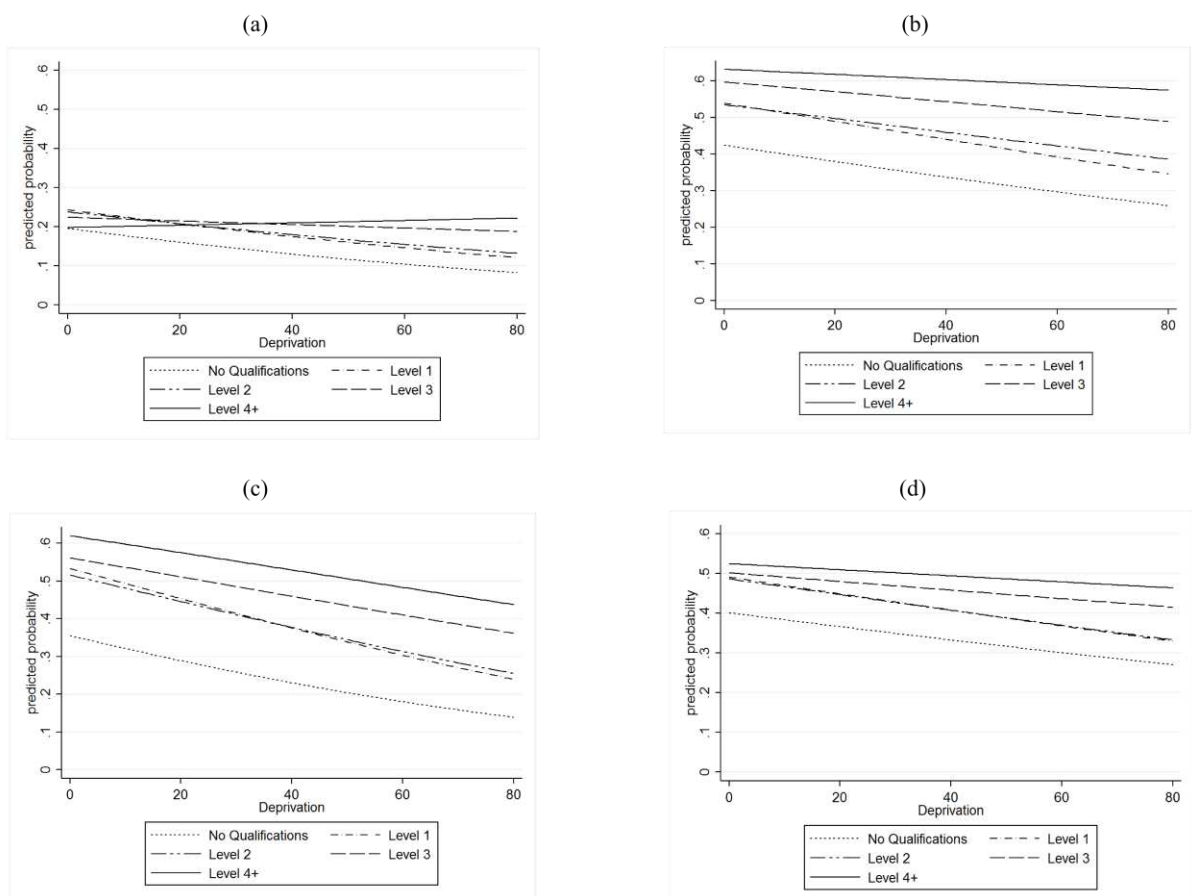 (a)
predicted probability
.6
.5
.4
.3
.2
.1
0
0 20 40 60 80
Deprivation
No Qualifications Level 1
Level 2 Level 3
Level 4+
(b)
predicted probability
.6
.5
.4
.3
.2
.1
0
0 20 40 60 80
Deprivation
No Qualifications Level 1
Level 2 Level 3
Level 4+
(c)
predicted probability
.6
.5
.4
.3
.2
.1
0
0 20 40 60 80
Deprivation
No Qualifications Level 1
Level 2 Level 3
Level 4+
(d)
predicted probability
.6
.5
.4
.3
.2
.1
0
0 20 40 60 80
Deprivation
No Qualifications Level 1
Level 2 Level 3
Level 4+